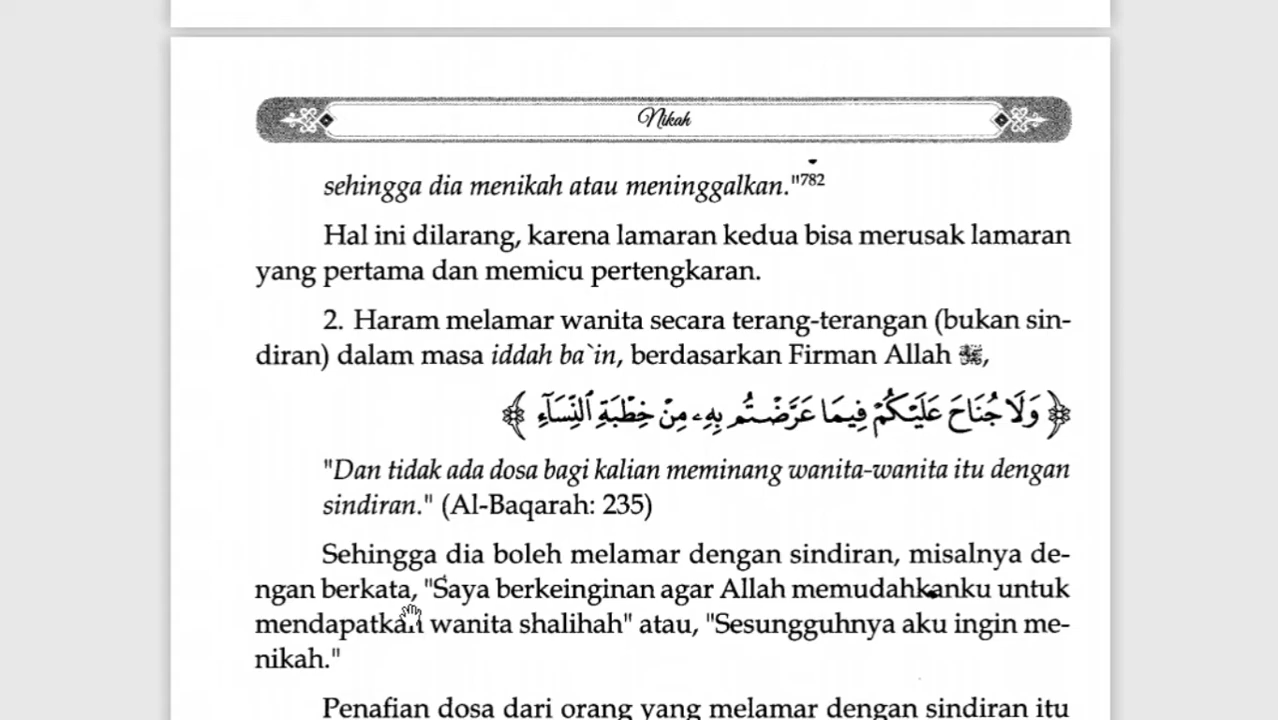 Nikah
sehingga dia menikah atau meninggalkan."782
Hal ini dilarang, karena lamaran kedua bisa merusak lamaran
yang pertama dan memicu pertengkaran.
2. Haram melamar wanita secara terang-terangan (bukan sin-
diran) dalam masa iddah ba`in, berdasarkan Firman Allah ﷻ,
﴿ وَلَا جُنَاحَ عَلَيْكُمْ فِيمَا عَرَّضْتُم بِهِۦ مِنْ خِطْبَةِ ٱلنِّسَآءِ ﴾
"Dan tidak ada dosa bagi kalian meminang wanita-wanita itu dengan
sindiran." (Al-Baqarah: 235)
Sehingga dia boleh melamar dengan sindiran, misalnya de-
ngan berkata, "Saya berkeinginan agar Allah memudahkanku untuk
mendapatkan wanita shalihah" atau, "Sesungguhnya aku ingin me-
nikah."
Penafian dosa dari orang yang melamar dengan sindiran itu